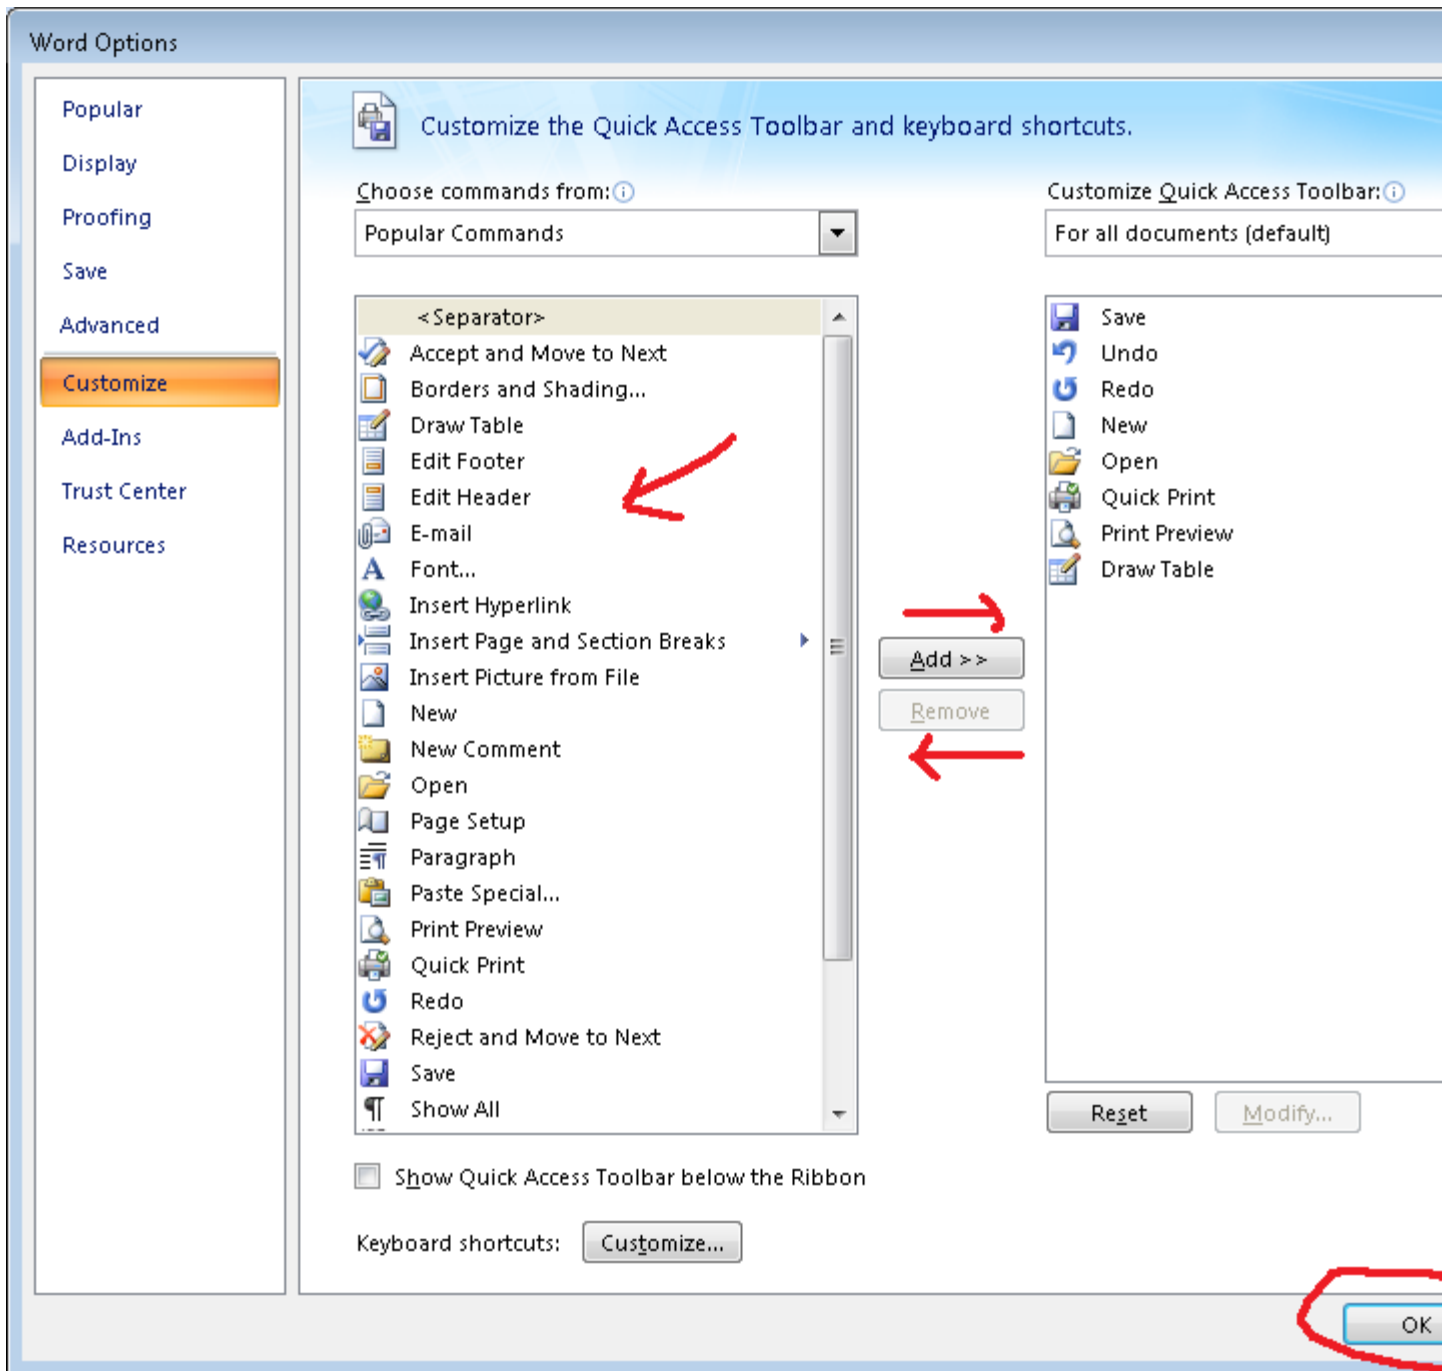 Word Options
Popular
Display
Proofing
Save
Advanced
Customize
Add-Ins
Trust Center
Resources
Customize the Quick Access Toolbar and keyboard shortcuts.
Choose commands from:
Popular Commands
<Separator>
Accept and Move to Next
Borders and Shading...
Draw Table
Edit Footer
Edit Header
E-mail
Font...
Insert Hyperlink
Insert Page and Section Breaks
Insert Picture from File
New
New Comment
Open
Page Setup
Paragraph
Paste Special...
Print Preview
Quick Print
Redo
Reject and Move to Next
Save
Show All
Add >>
Remove
Customize Quick Access Toolbar:
For all documents (default)
Save
Undo
Redo
New
Open
Quick Print
Print Preview
Draw Table
Reset
Modify...
Show Quick Access Toolbar below the Ribbon
Keyboard shortcuts:
Customize...
OK